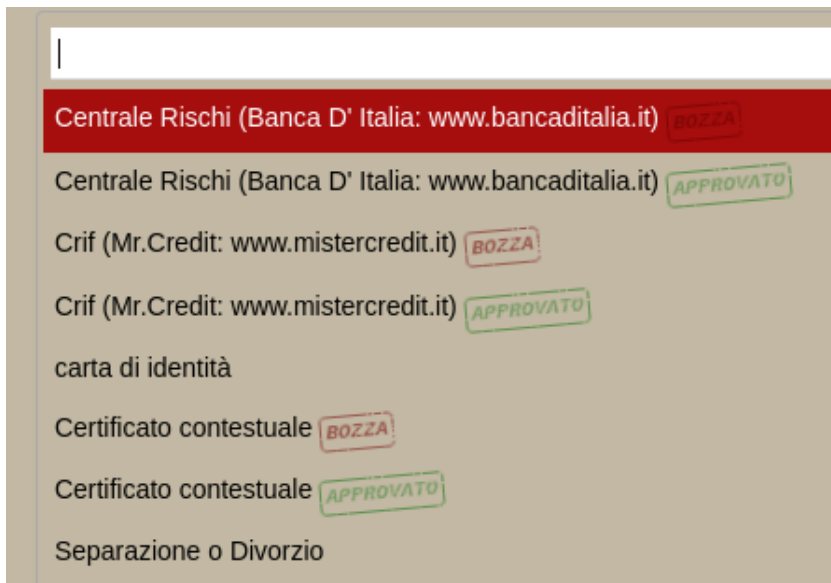 Centrale Rischi (Banca D' Italia: www.bancaditalia.it) BOZZA
Centrale Rischi (Banca D' Italia: www.bancaditalia.it) APPROVATO
Crif (Mr.Credit: www.mistercredit.it) BOZZA
Crif (Mr.Credit: www.mistercredit.it) APPROVATO
carta di identità
Certificato contestuale BOZZA
Certificato contestuale APPROVATO
Separazione o Divorzio